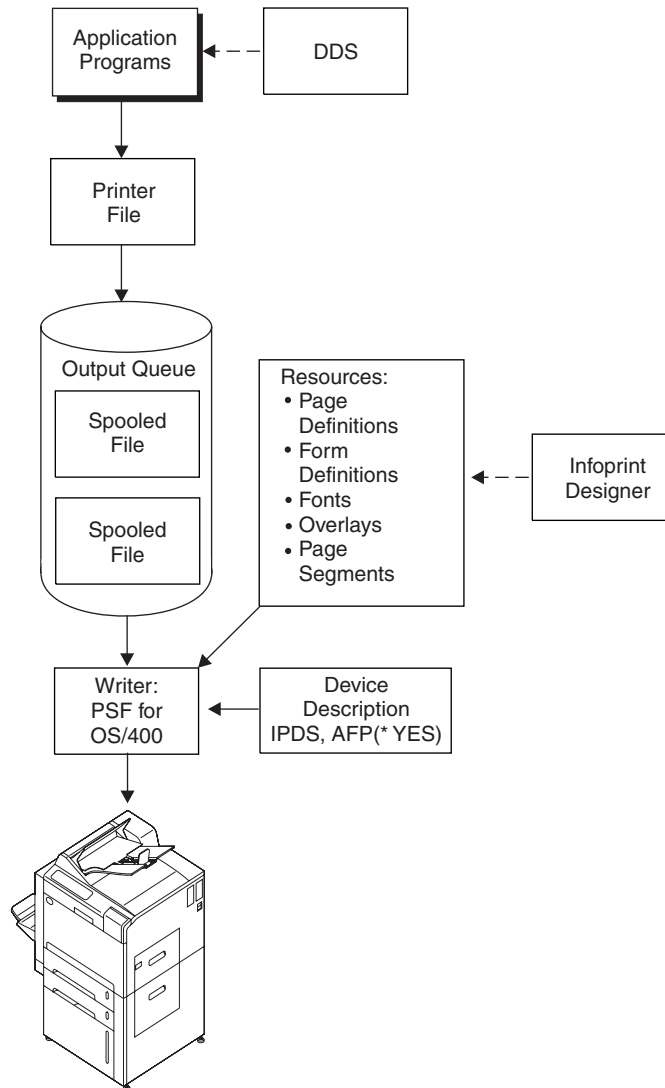 Application
Programs
DDS
Printer
File
Output Queue
Spooled
File
Spooled
File
Resources:
• Page
Definitions
• Form
Definitions
• Fonts
• Overlays
• Page
Segments
Infoprint
Designer
Writer:
PSF for
OS/400
Device
Description
IPDS, AFP(* YES)